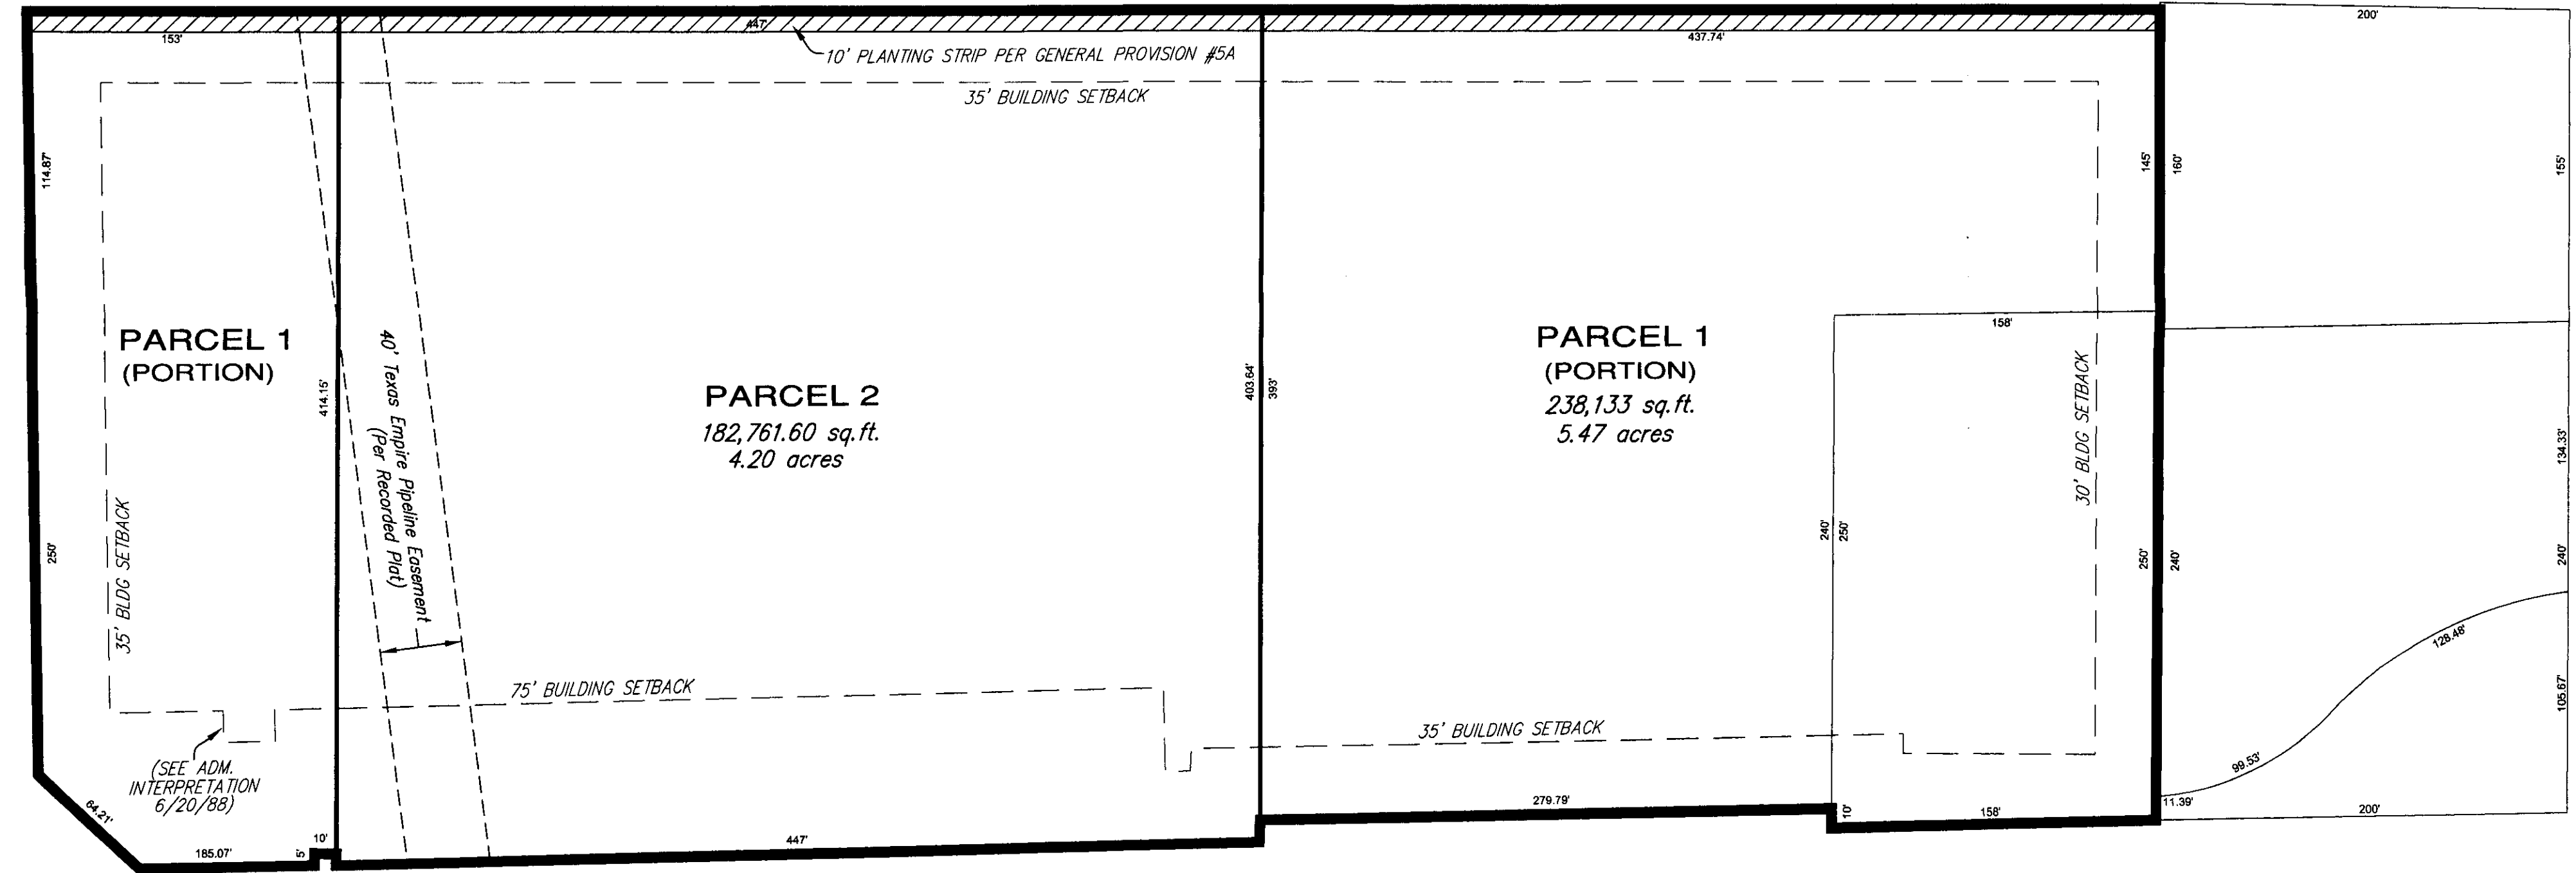 447'
200'
153'
437.74'
10' PLANTING STRIP PER GENERAL PROVISION #5A
35' BUILDING SETBACK
114.87'
145'
160'
155'
PARCEL 1
(PORTION)
414.15'
40' Texas Empire Pipeline Easement
(Per Recorded Plat)
PARCEL 2
182,761.60 sq.ft.
4.20 acres
403.64'
393'
PARCEL 1
(PORTION)
238,133 sq.ft.
5.47 acres
158'
30' BLDG SETBACK
134.33'
250'
35' BLDG SETBACK
240'
250'
250'
240'
240'
128.48'
75' BUILDING SETBACK
35' BUILDING SETBACK
105.67'
(SEE ADM.
INTERPRETATION
6/20/88)
99.53'
64.21'
279.79'
10'
158'
11.39'
200'
185.07'
5'
10'
447'